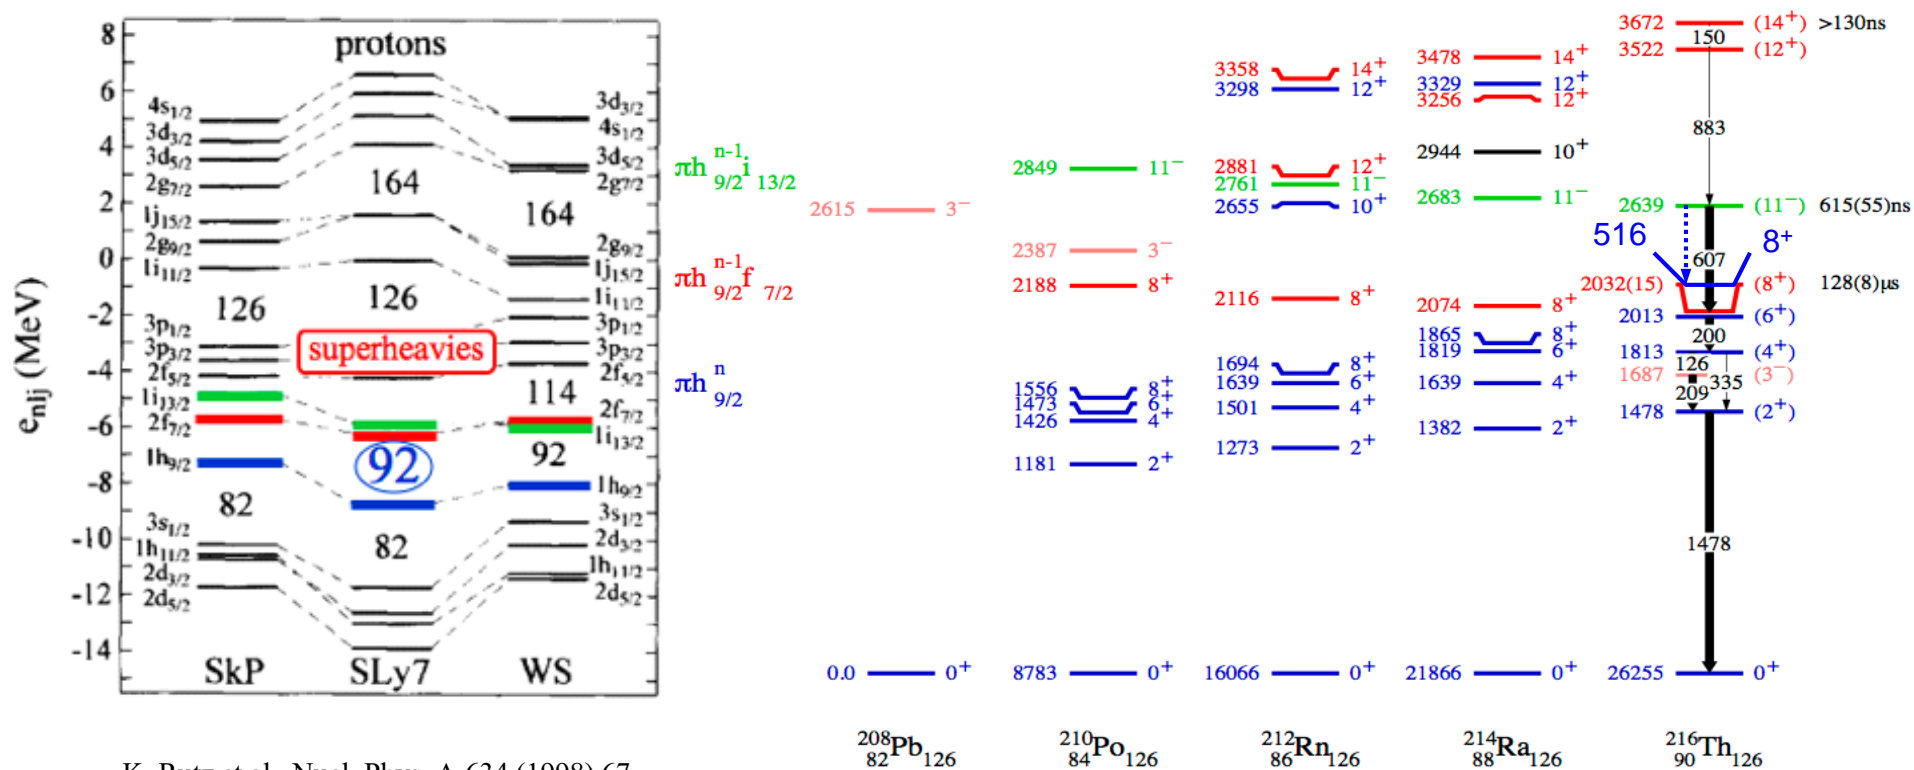 protons
e_nlj (MeV)
8
6
4
2
0
-2
-4
-6
-8
-10
-12
-14
4s1/2
3d3/2
3d5/2
2g7/2
1j15/2
2g9/2
1i11/2
126
3p1/2
3p3/2
2f5/2
1i13/2
2f7/2
1h9/2
82
3s1/2
1h11/2
2d3/2
2d5/2
SkP
164
126
superheavies
92
82
SLy7
3d3/2
4s1/2
3d5/2
2g7/2
164
2g9/2
1j15/2
1i11/2
3p1/2
3p3/2
2f5/2
114
2f7/2
1i13/2
92
1h9/2
3s1/2
2d3/2
1h11/2
2d5/2
WS
πh n-1 9/2 i 13/2
πh n-1 9/2 f 7/2
πh n 9/2
2615 3⁻
0.0 0⁺
208 82 Pb 126
2849 11⁻
2387 3⁻
2188 8⁺
1556 8⁺
1473 6⁺
1426 4⁺
1181 2⁺
8783 0⁺
210 84 Po 126
3358 14⁺
3298 12⁺
2881 12⁺
2761 11⁻
2655 10⁺
2116 8⁺
1694 8⁺
1639 6⁺
1501 4⁺
1273 2⁺
16066 0⁺
212 86 Rn 126
3478 14⁺
3329 12⁺
3256 12⁺
2944 10⁺
2683 11⁻
2074 8⁺
1865 8⁺
1819 6⁺
1639 4⁺
1382 2⁺
21866 0⁺
214 88 Ra 126
3672 (14⁺) >130ns
150
3522 (12⁺)
883
2639 (11⁻) 615(55)ns
516 8⁺
607
2032(15) (8⁺) 128(8)μs
2013 (6⁺)
200
1813 (4⁺)
126
1687 (3⁻)
335
209
1478 (2⁺)
1478
26255 0⁺
216 90 Th 126